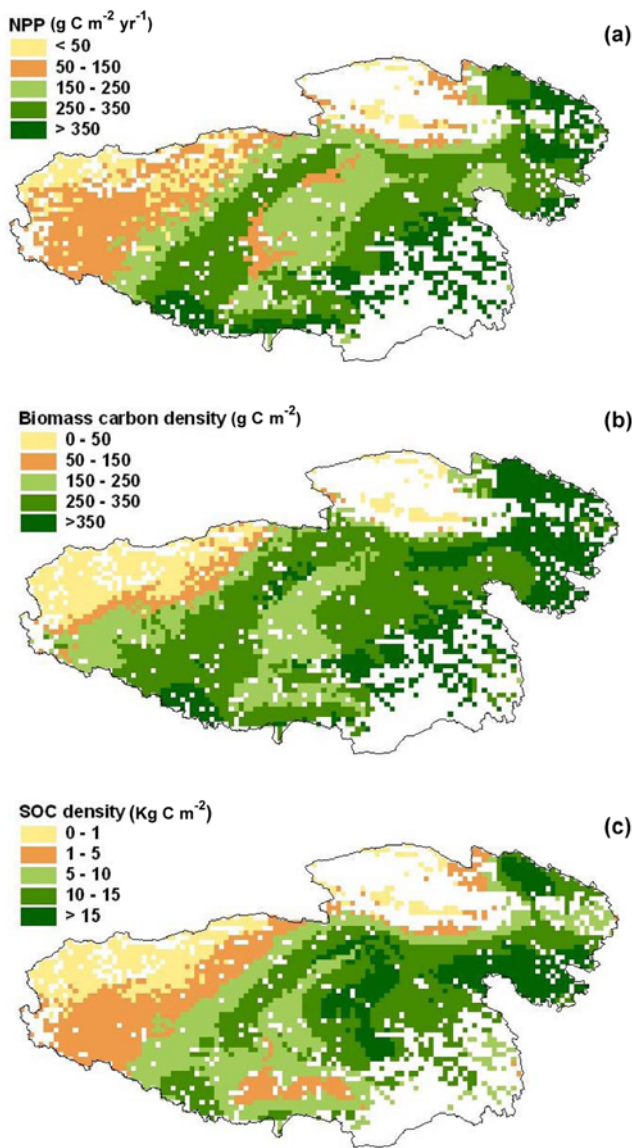 NPP (g C m⁻² yr⁻¹)
(a)
< 50
50 - 150
150 - 250
250 - 350
> 350
Biomass carbon density (g C m⁻²)
(b)
0 - 50
50 - 150
150 - 250
250 - 350
>350
SOC density (Kg C m⁻²)
(c)
0 - 1
1 - 5
5 - 10
10 - 15
> 15